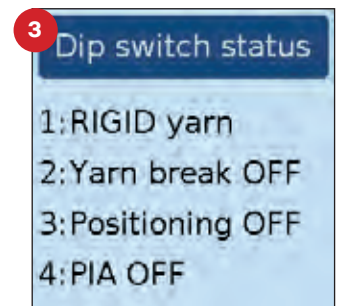 3
Dip switch status
1:RIGID yarn
2:Yarn break OFF
3:Positioning OFF
4:PIA OFF